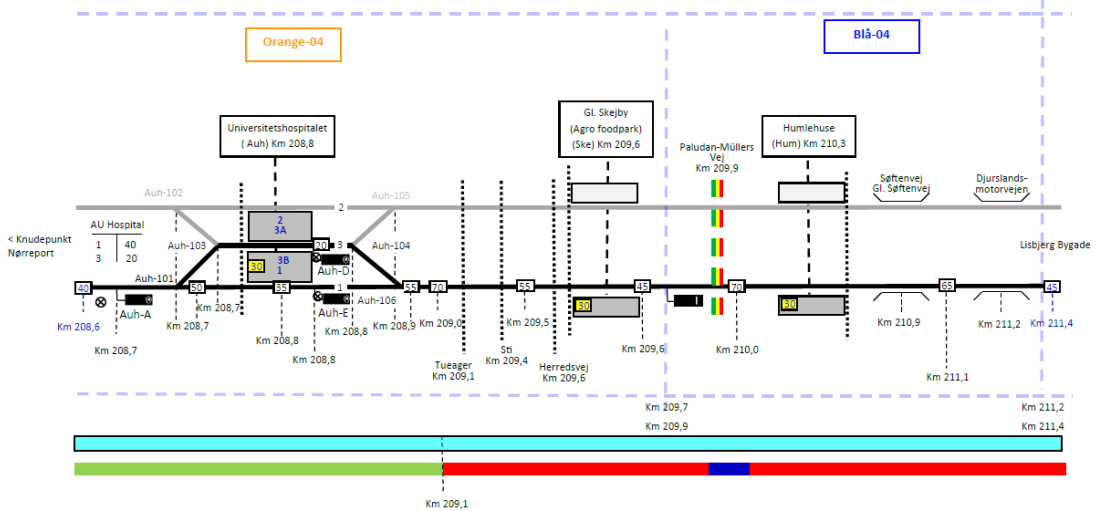 Orange-04
Blå-04
Universitetshospitalet
( Auh) Km 208,8
Gl. Skejby
(Agro foodpark)
(Ske) Km 209,6
Paludan-Müllers
Vej
Km 209,9
Humlehuse
(Hum) Km 210,3
Søftenvej
Gl. Søftenvej
Djurslands-
motorvejen
Auh-102
Auh-105
2
AU Hospital
1 40
3 20
< Knudepunkt
Nørreport
Auh-103
2
3A
20
3
Auh-104
Lisbjerg Bygade
Auh-101
30
3B
1
Auh-D
30
30
40
50
35
1
55
70
55
45
70
65
45
Auh-106
Auh-A
Auh-E
Km 208,6
Km 208,7
Km 208,7
Km 208,7
Km 208,8
Km 208,8
Km 208,8
Km 208,9
Km 209,0
Km 209,5
Km 209,6
Km 210,0
Km 210,9
Km 211,2
Km 211,4
Km 211,1
Tueager
Km 209,1
Sti
Km 209,4
Herredsvej
Km 209,6
Km 209,7
Km 209,9
Km 211,2
Km 211,4
Km 209,1